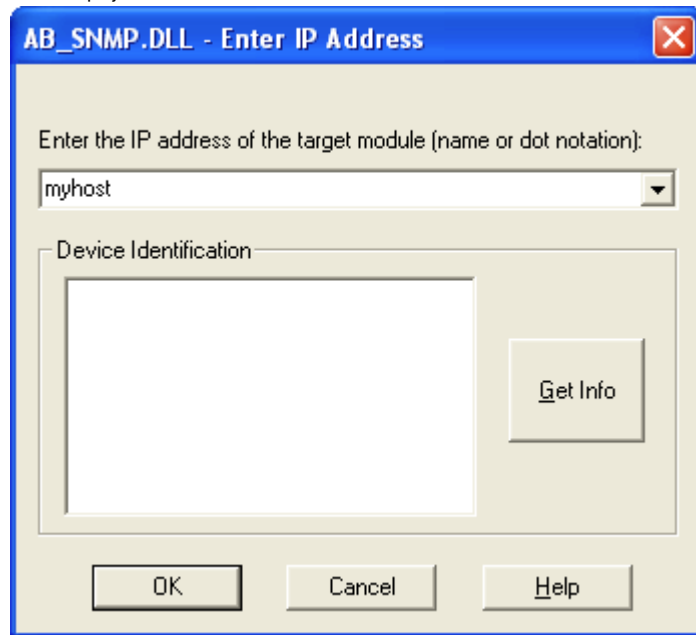 AB_SNMP.DLL - Enter IP Address
Enter the IP address of the target module (name or dot notation):
myhost
Device Identification
Get Info
OK Cancel Help